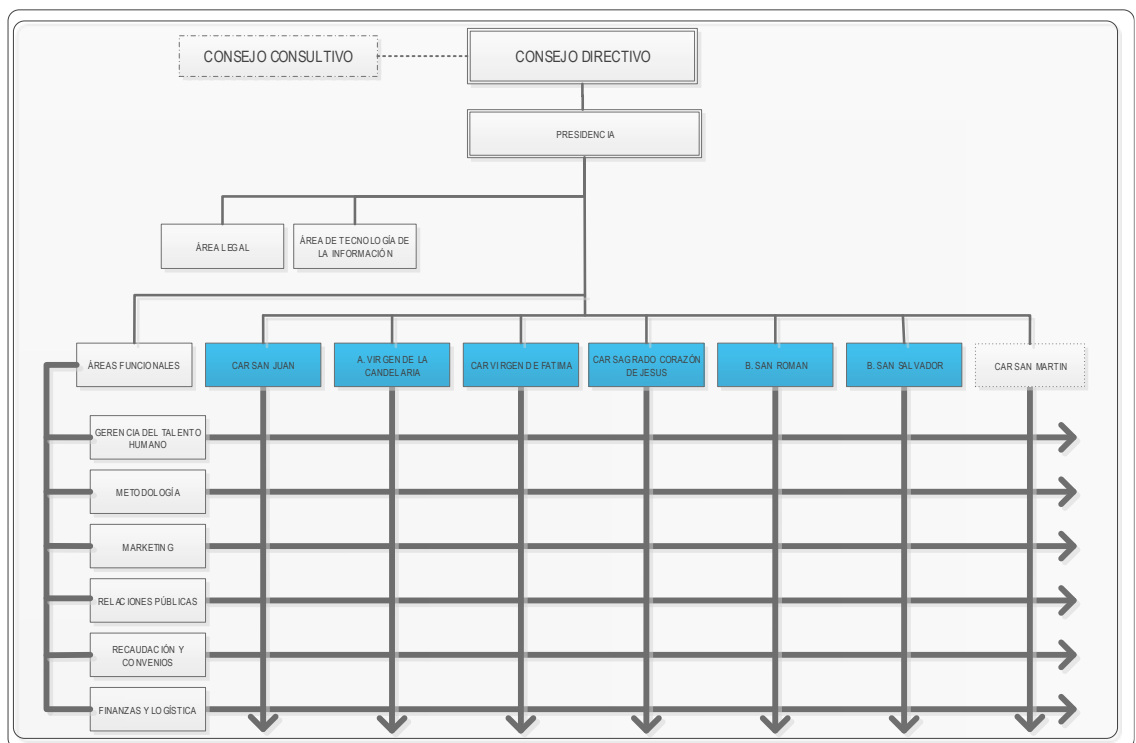 CONSEJO CONSULTIVO
CONSEJO DIRECTIVO
PRESIDENCIA
ÁREA LEGAL
ÁREA DE TECNOLOGÍA DE
LA INFORMACIÓN
ÁREAS FUNCIONALES
CAR SAN JUAN
A. VIRGEN DE LA
CANDELARIA
CAR VIRGEN DE FATIMA
CAR SAGRADO CORAZÓN
DE JESUS
B. SAN ROMAN
B. SAN SALVADOR
CAR SAN MARTIN
GERENCIA DEL TALENTO
HUMANO
METODOLOGÍA
MARKETING
RELACIONES PÚBLICAS
RECAUDACIÓN Y
CONVENIOS
FINANZAS Y LOGÍSTICA